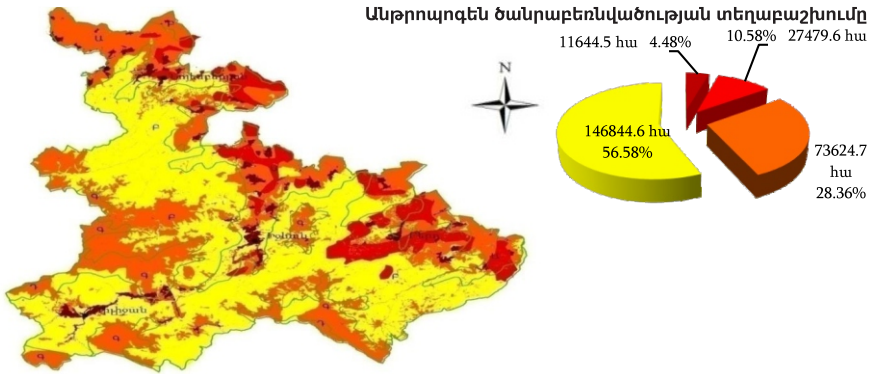 Անթրոպոգեն ծանրաբեռնվածության տեղաբաշխումը
11644.5 հա
4.48%
10.58%
27479.6 հա
N
146844.6 հա
56.58%
73624.7
հա
28.36%